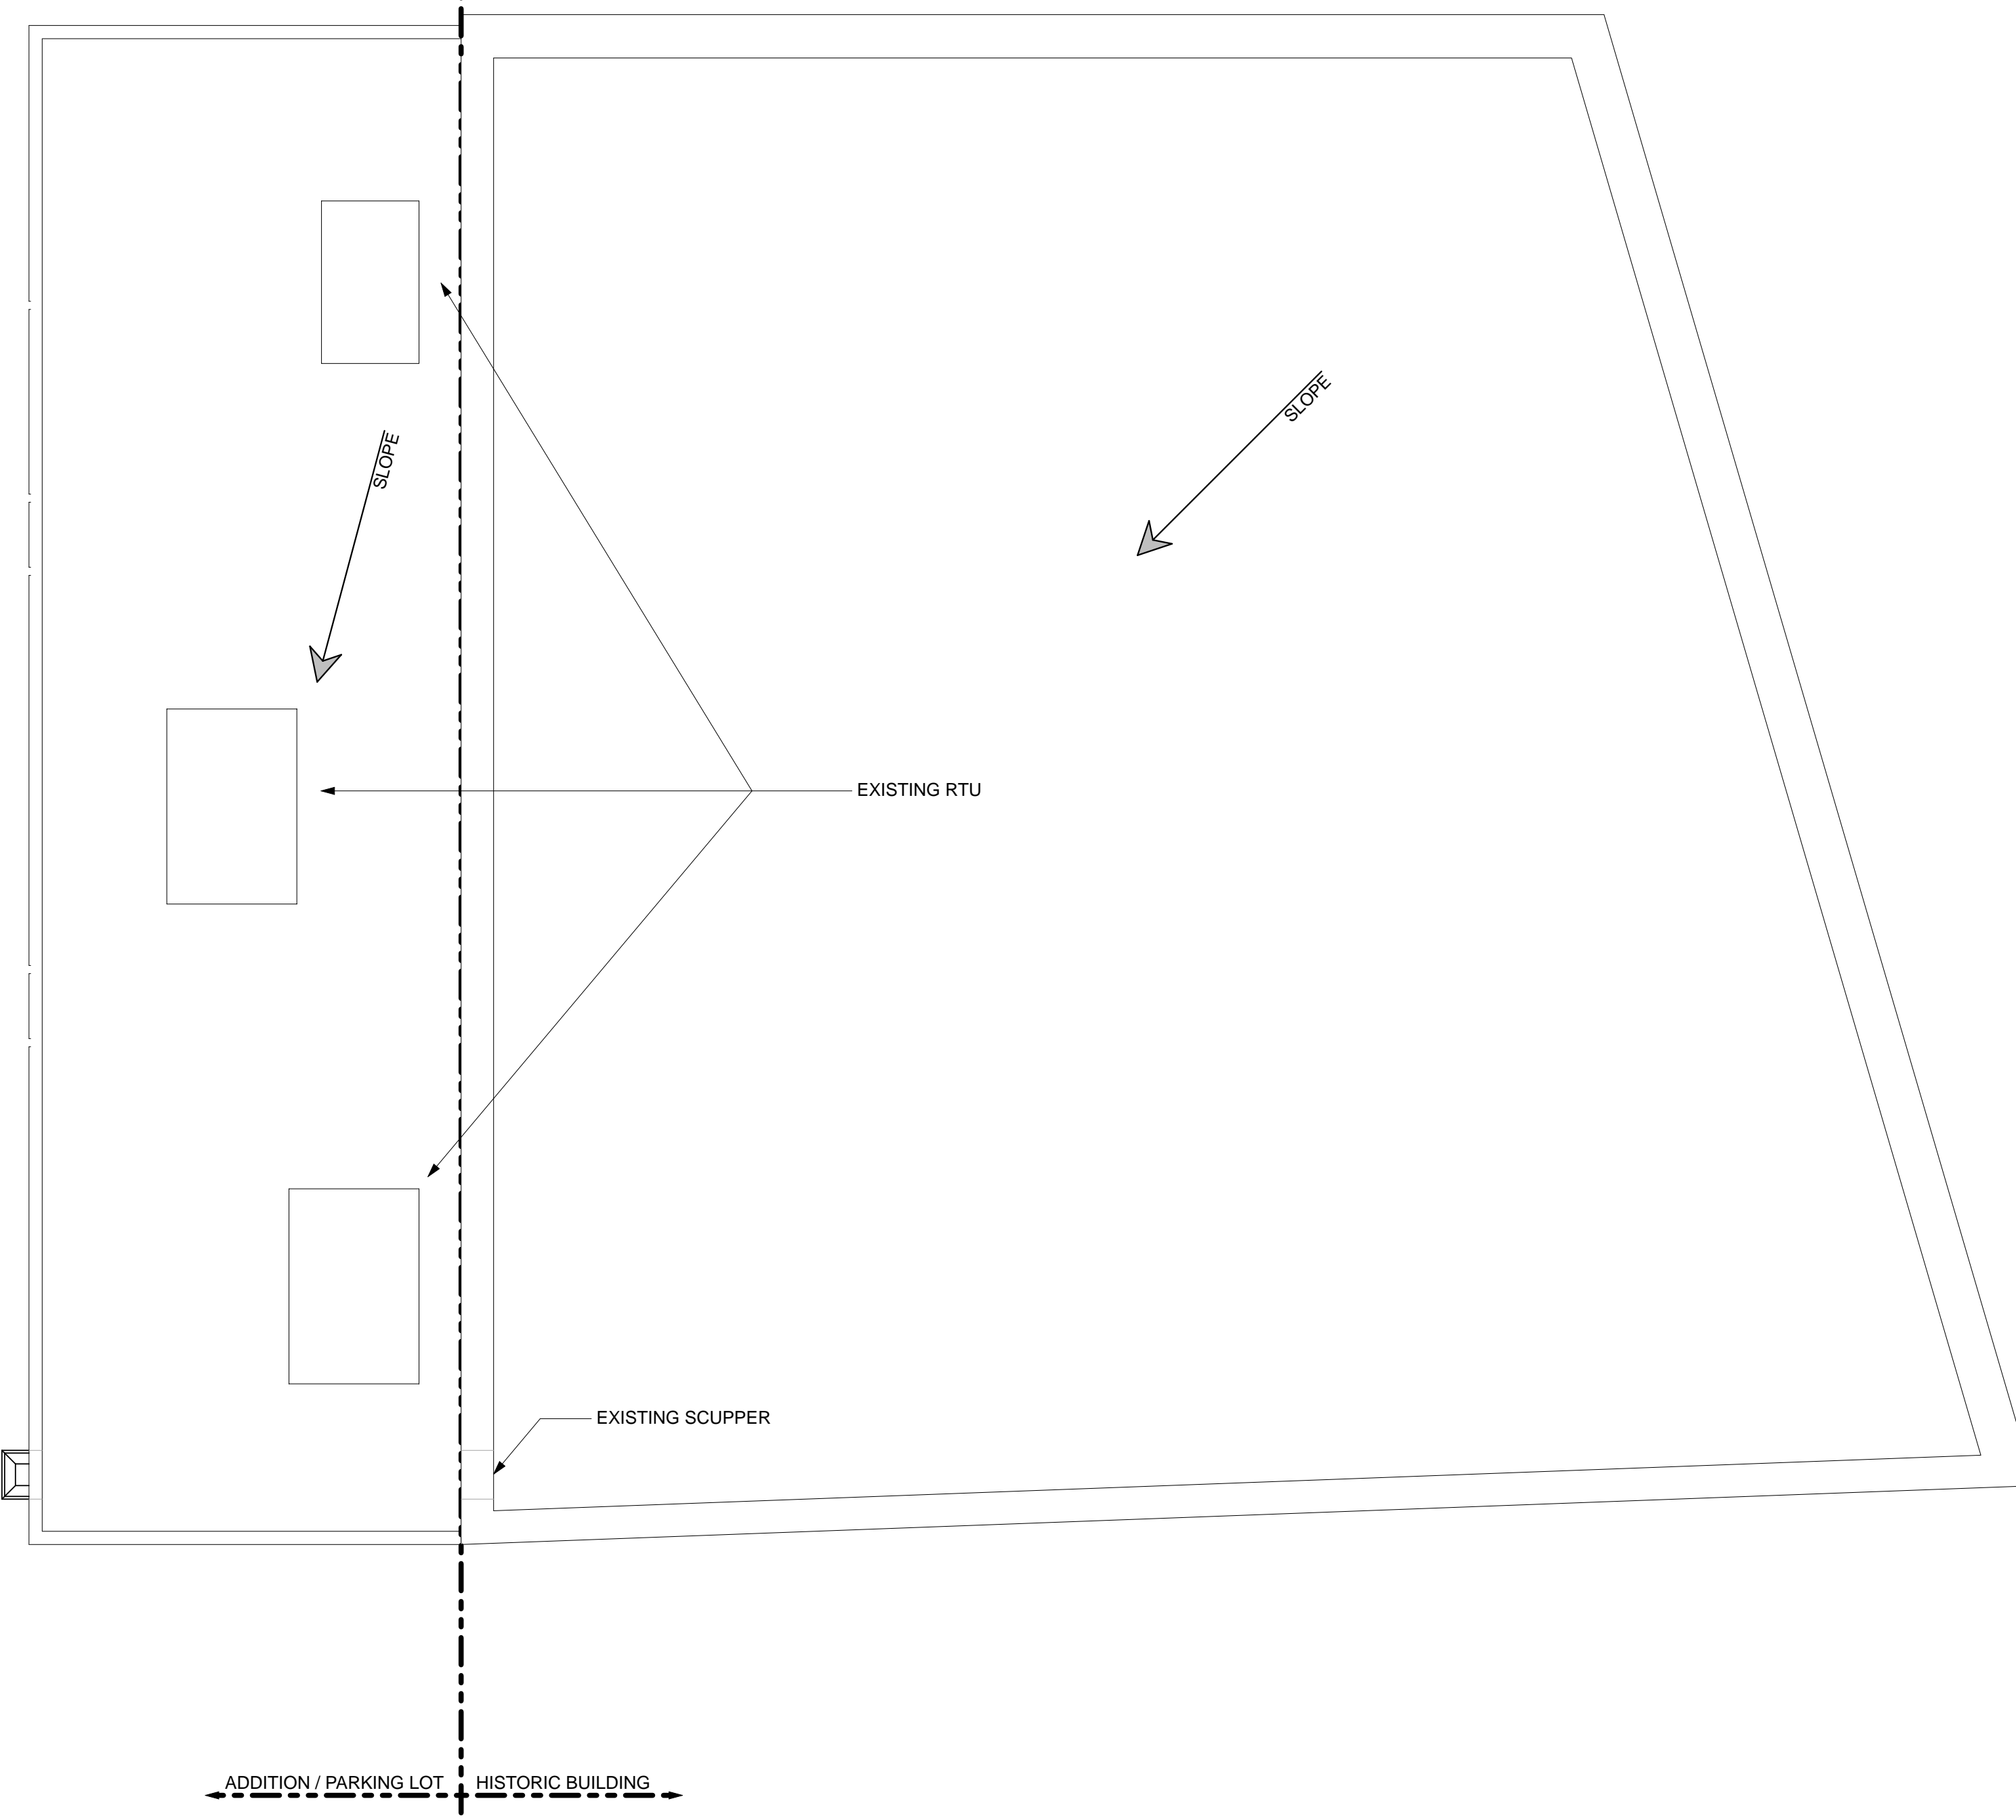 SLOPE
SLOPE
EXISTING RTU
EXISTING SCUPPER
ADDITION / PARKING LOT
HISTORIC BUILDING